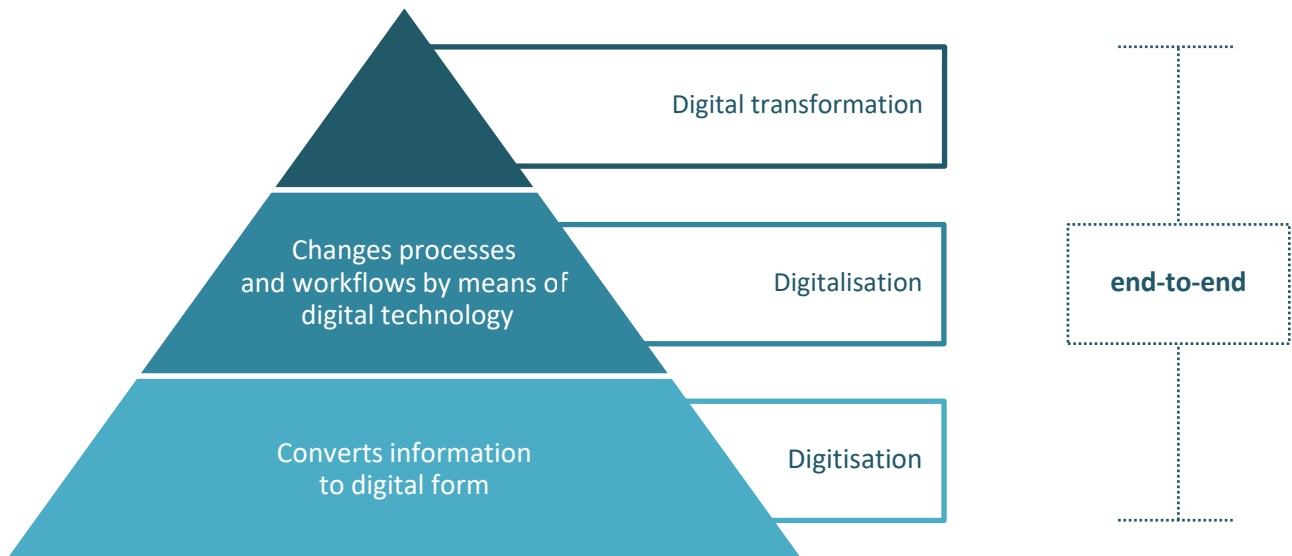 Digital transformation
Changes processes
and workflows by means of
digital technology
Digitalisation
end-to-end
Converts information
to digital form
Digitisation